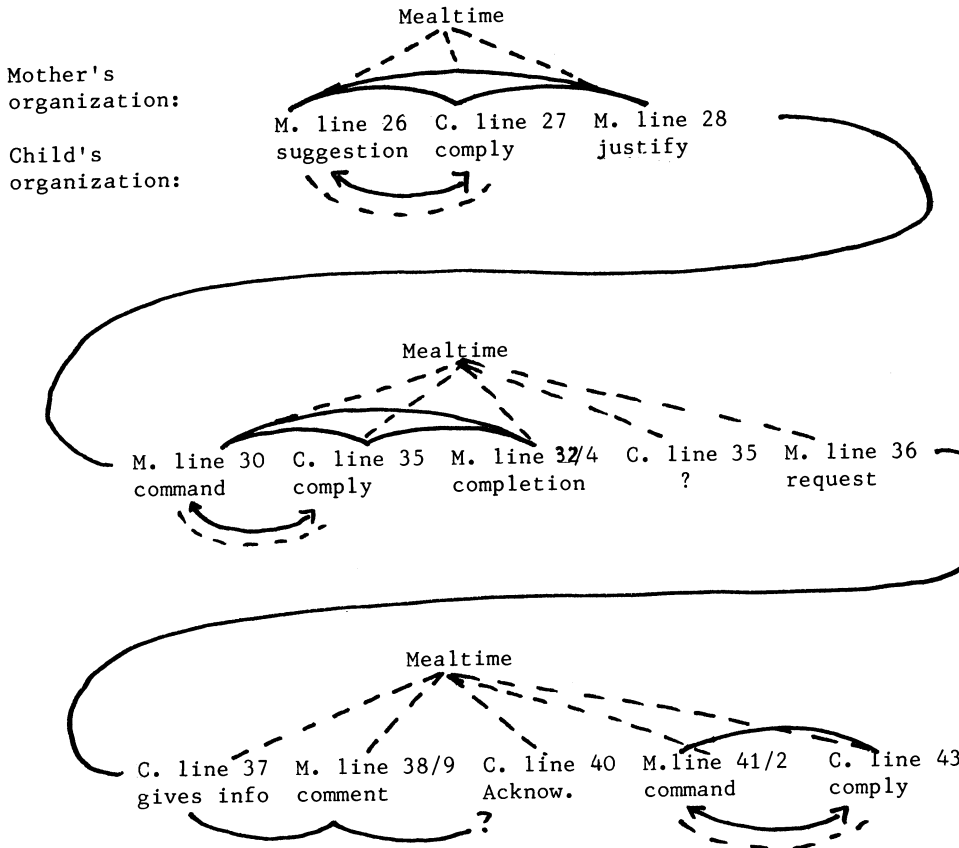 Mealtime
Mother's
organization:
M. line 26 C. line 27 M. line 28
suggestion comply justify
Child's
organization:
Mealtime
M. line 30 C. line 35 M. line 32/4 C. line 35 M. line 36
command comply completion ? request
Mealtime
C. line 37 M. line 38/9 C. line 40 M.line 41/2 C. line 43
gives info comment Acknow. command comply
?